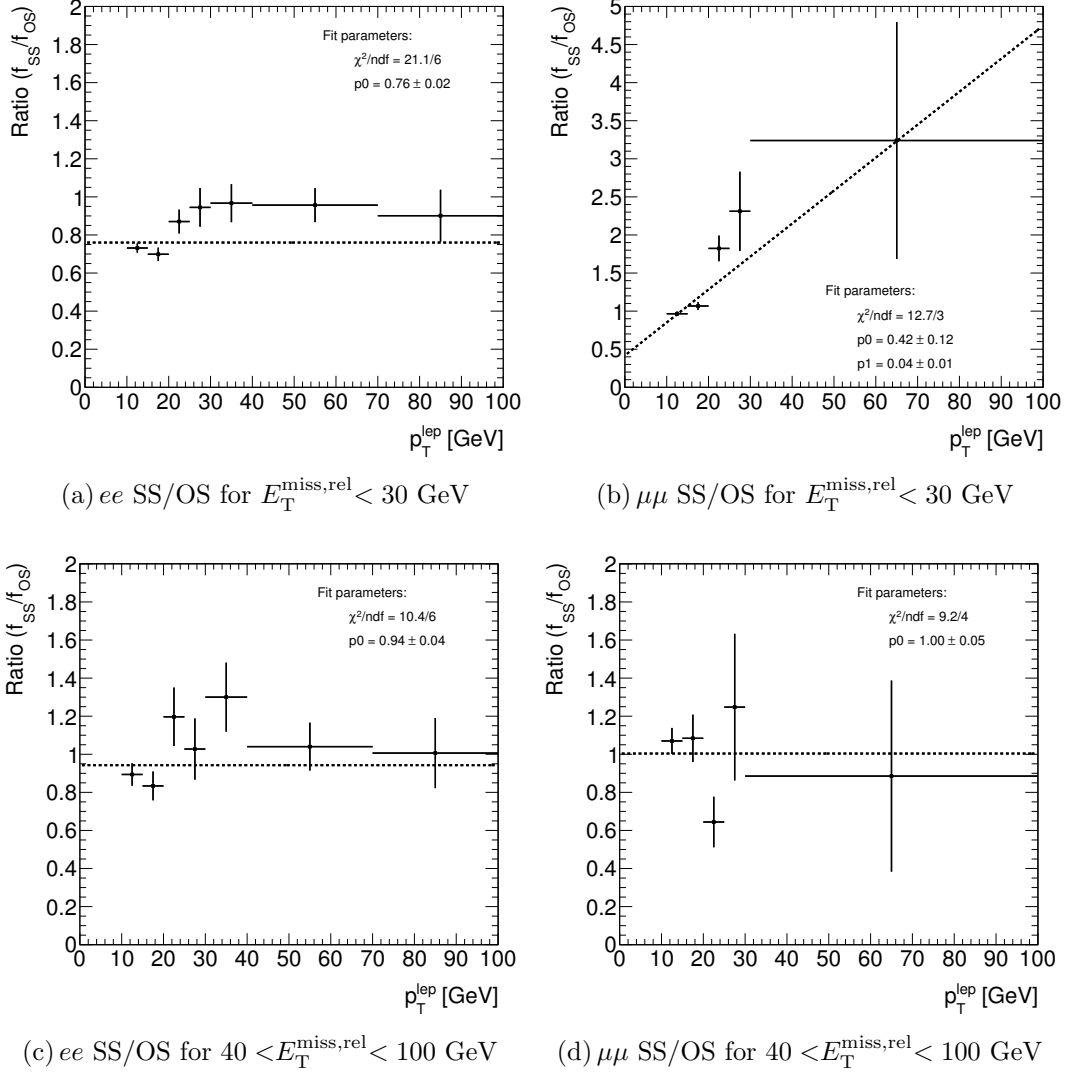 Ratio (f_SS/f_OS)
2
1.8
1.6
1.4
1.2
1
0.8
0.6
0.4
0.2
0
Fit parameters:
χ²/ndf = 21.1/6
p0 = 0.76 ± 0.02
0 10 20 30 40 50 60 70 80 90 100
p_T^lep [GeV]
(a) ee SS/OS for E_T^miss,rel < 30 GeV
Ratio (f_SS/f_OS)
5
4.5
4
3.5
3
2.5
2
1.5
1
0.5
0
Fit parameters:
χ²/ndf = 12.7/3
p0 = 0.42 ± 0.12
p1 = 0.04 ± 0.01
0 10 20 30 40 50 60 70 80 90 100
p_T^lep [GeV]
(b) μμ SS/OS for E_T^miss,rel < 30 GeV
Ratio (f_SS/f_OS)
2
1.8
1.6
1.4
1.2
1
0.8
0.6
0.4
0.2
0
Fit parameters:
χ²/ndf = 10.4/6
p0 = 0.94 ± 0.04
0 10 20 30 40 50 60 70 80 90 100
p_T^lep [GeV]
(c) ee SS/OS for 40 < E_T^miss,rel < 100 GeV
Ratio (f_SS/f_OS)
2
1.8
1.6
1.4
1.2
1
0.8
0.6
0.4
0.2
0
Fit parameters:
χ²/ndf = 9.2/4
p0 = 1.00 ± 0.05
0 10 20 30 40 50 60 70 80 90 100
p_T^lep [GeV]
(d) μμ SS/OS for 40 < E_T^miss,rel < 100 GeV